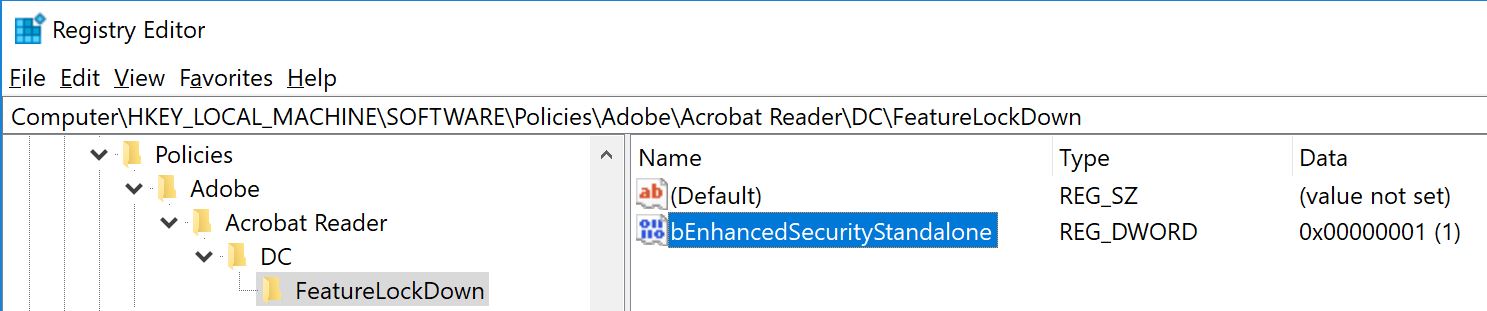 Registry Editor
File Edit View Favorites Help
Computer\HKEY_LOCAL_MACHINE\SOFTWARE\Policies\Adobe\Acrobat Reader\DC\FeatureLockDown
Policies
Adobe
Acrobat Reader
DC
FeatureLockDown
Name Type Data
ab (Default) REG_SZ (value not set)
bEnhancedSecurityStandalone REG_DWORD 0x00000001 (1)